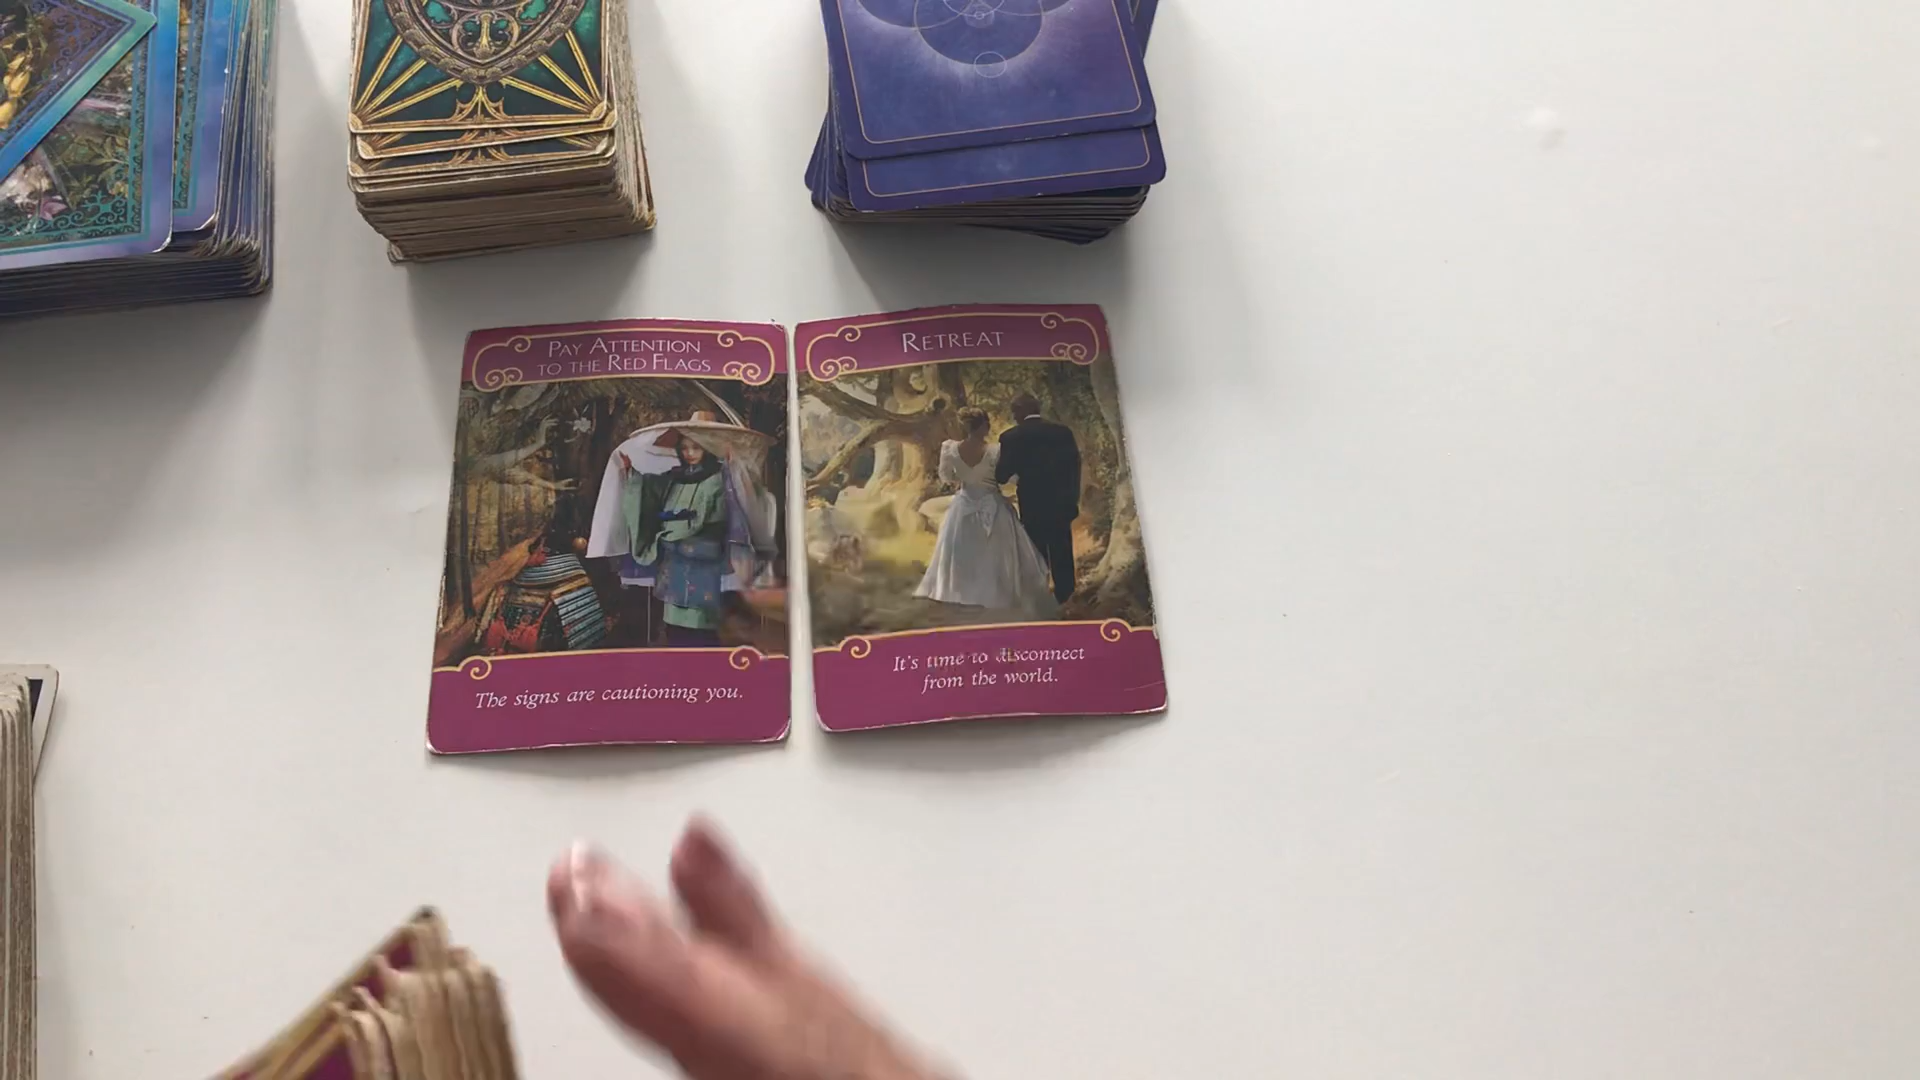 PAY ATTENTION
TO THE RED FLAGS
The signs are cautioning you.
RETREAT
It's time to disconnect
from the world.